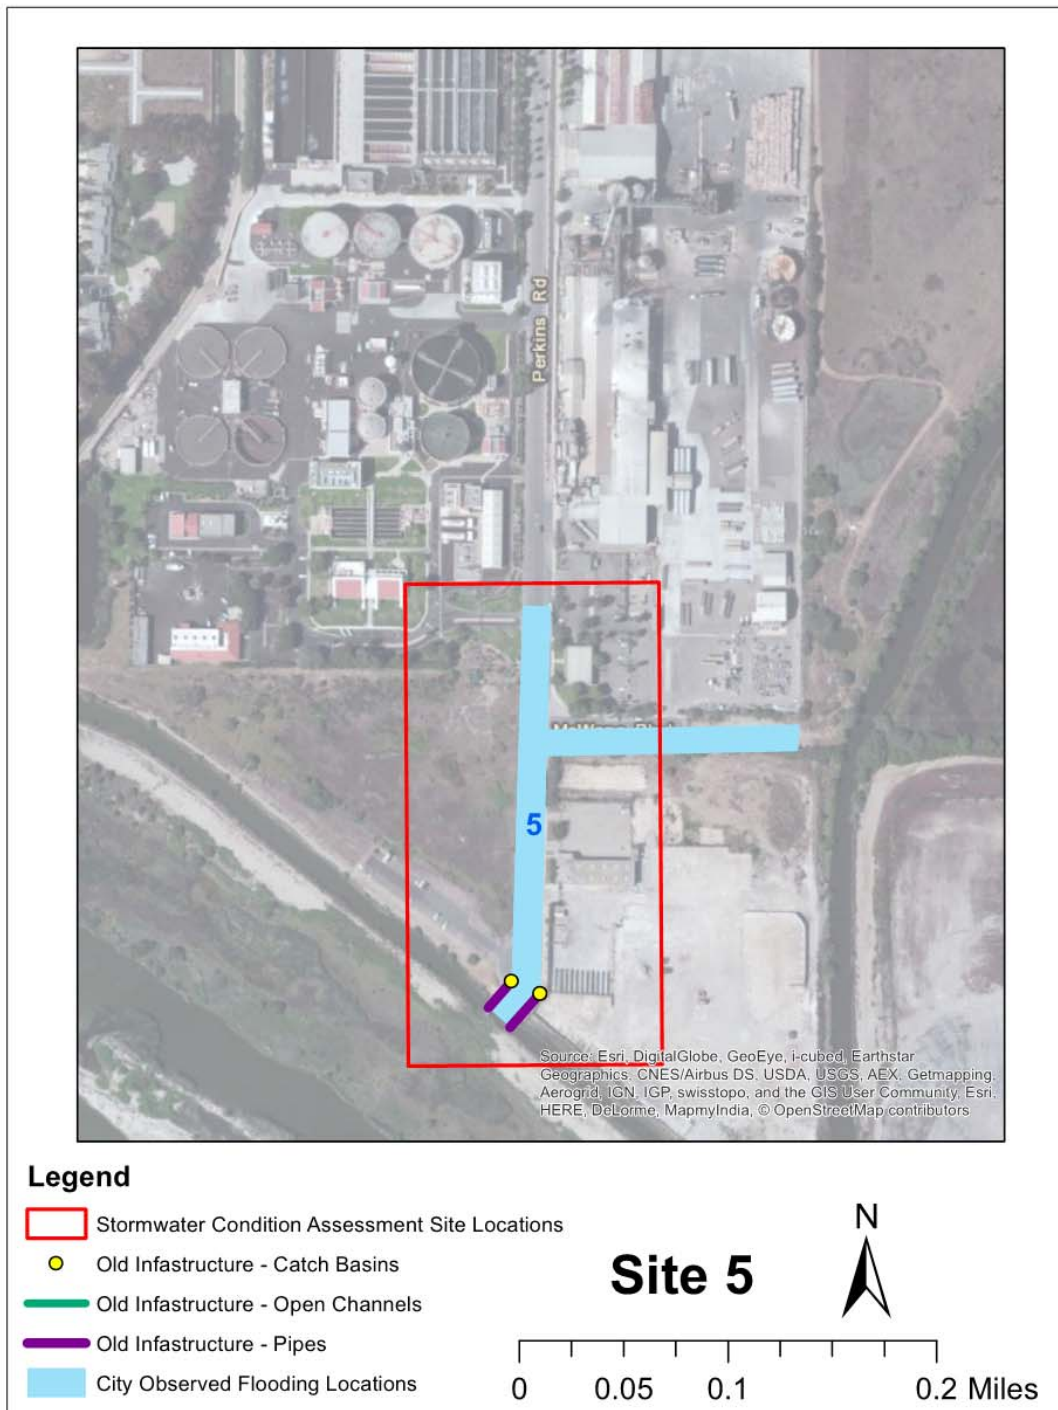 Perkins Rd
5
Source: Esri, DigitalGlobe, GeoEye, i-cubed, Earthstar
Geographics, CNES/Airbus DS, USDA, USGS, AEX, Getmapping,
Aerogrid, IGN, IGP, swisstopo, and the GIS User Community, Esri,
HERE, DeLorme, MapmyIndia, © OpenStreetMap contributors
Legend
Stormwater Condition Assessment Site Locations
Old Infastructure - Catch Basins
Old Infastructure - Open Channels
Old Infastructure - Pipes
City Observed Flooding Locations
Site 5
N
0 0.05 0.1 0.2 Miles